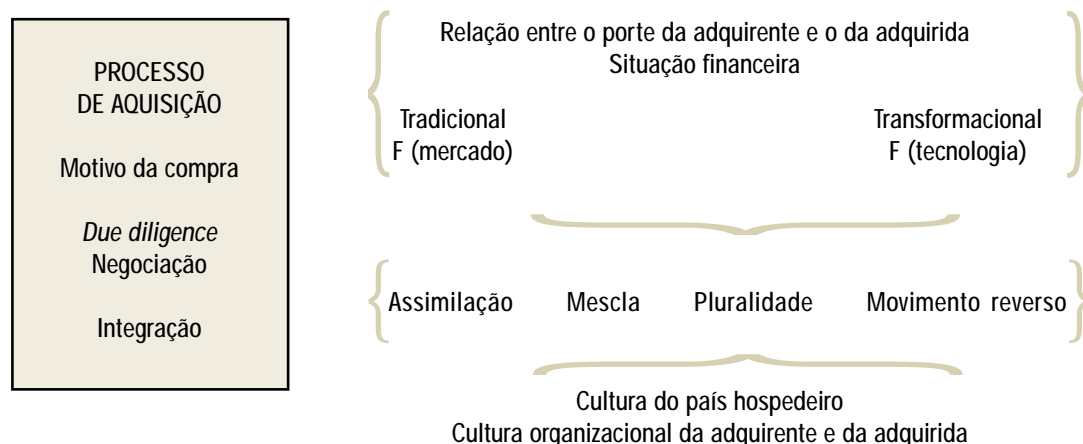 PROCESSO
DE AQUISIÇÃO
Motivo da compra
Due diligence
Negociação
Integração
Relação entre o porte da adquirente e o da adquirida
Situação financeira
Tradicional
F (mercado)
Transformacional
F (tecnologia)
Assimilação Mescla Pluralidade Movimento reverso
Cultura do país hospedeiro
Cultura organizacional da adquirente e da adquirida